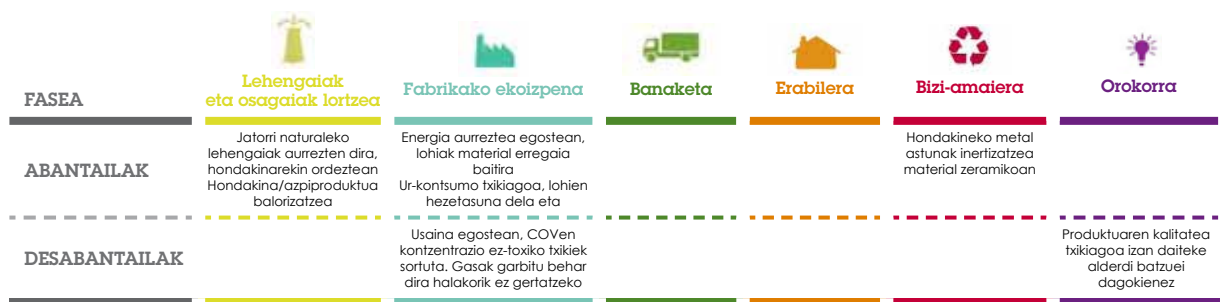 FASEA
Lehengaiak
eta osagaiak lortzea
Fabrikako ekoizpena
Banaketa
Erabilera
Bizi-amaiera
Orokorra
ABANTAILAK
Jatorri naturaleko
lehengaiak aurrezten dira,
hondakinarekin ordeztean
Hondakina/azpiproduktua
balorizatzea
Energia aurreztea egostean,
lohiak material erregaia
baitira
Ur-kontsumo txikiagoa, lohien
hezetasuna dela eta
Hondakineko metal
astunak inertizatzea
material zeramikoan
DESABANTAILAK
Usaina egostean, COVen
kontzentrazio ez-toxiko txikiek
sortuta. Gasak garbitu behar
dira halakorik ez gertatzeko
Produktuaren kalitatea
txikiagoa izan daiteke
alderdi batzuei
dagokienez